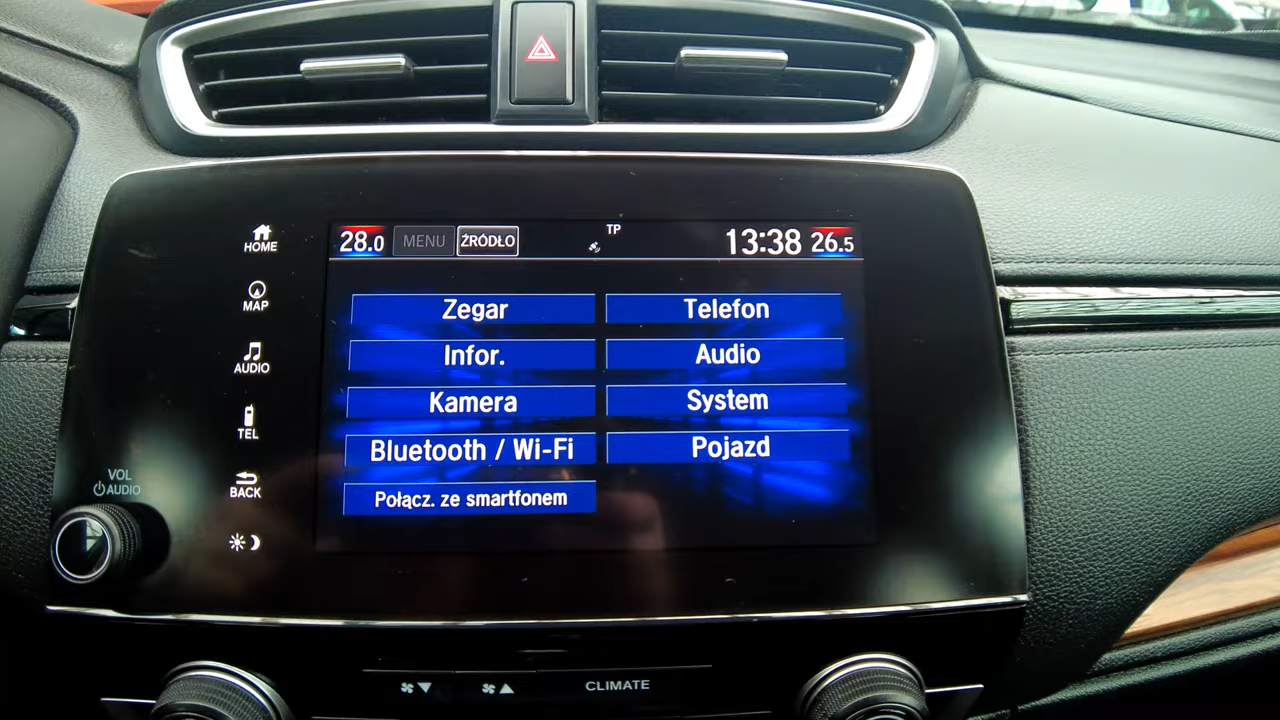 28.0 MENU ŹRÓDŁO TP 13:38 26.5
HOME
MAP
AUDIO
TEL
BACK
VOL
AUDIO
Zegar
Telefon
Infor.
Audio
Kamera
System
Bluetooth / Wi-Fi
Pojazd
Połącz. ze smartfonem
CLIMATE